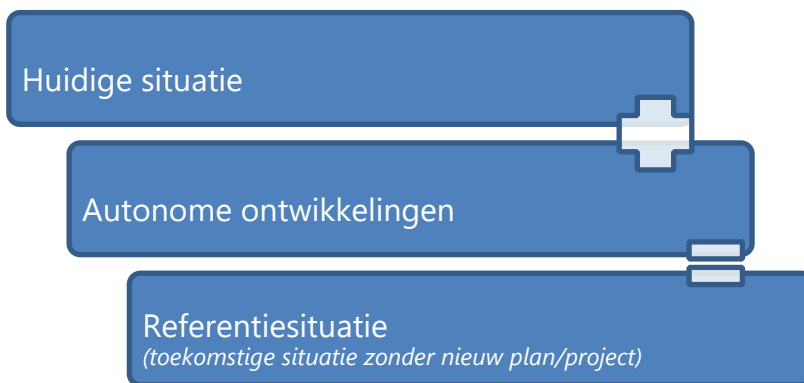 Huidige situatie
Autonome ontwikkelingen
Referentiesituatie
(toekomstige situatie zonder nieuw plan/project)